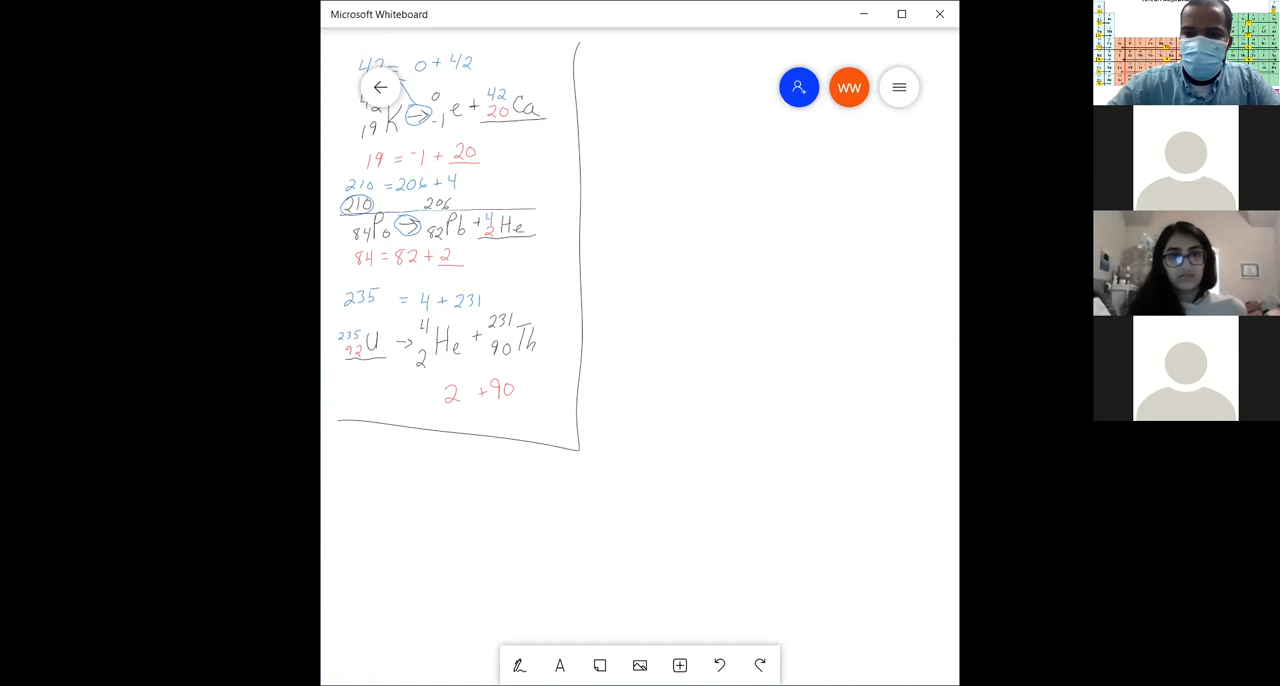 Microsoft Whiteboard
42 = 0 + 42
42 19 K → 0 -1 e + 42 20 Ca
19 = -1 + 20
210 = 206 + 4
210 84 Po → 206 82 Pb + 4 2 He
84 = 82 + 2
235 = 4 + 231
235 92 U → 4 2 He + 231 90 Th
2 + 90
WW
A